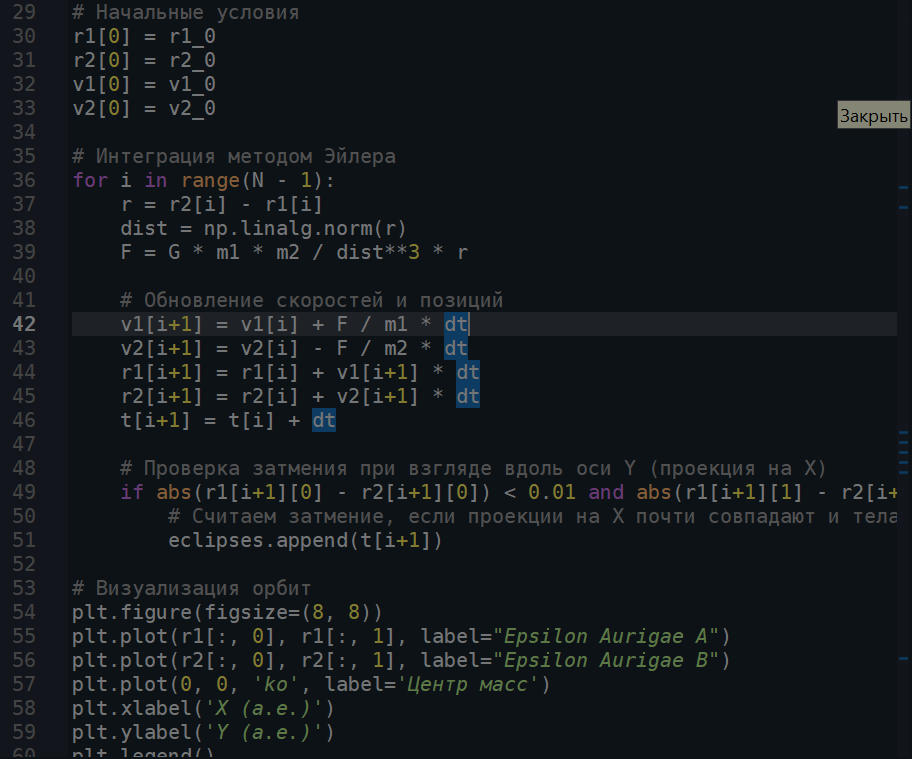 29 # Начальные условия
30 r1[0] = r1_0
31 r2[0] = r2_0
32 v1[0] = v1_0
33 v2[0] = v2_0
Закрыть
34
35 # Интеграция методом Эйлера
36 for i in range(N - 1):
37     r = r2[i] - r1[i]
38     dist = np.linalg.norm(r)
39     F = G * m1 * m2 / dist**3 * r
40
41     # Обновление скоростей и позиций
42     v1[i+1] = v1[i] + F / m1 * dt
43     v2[i+1] = v2[i] - F / m2 * dt
44     r1[i+1] = r1[i] + v1[i+1] * dt
45     r2[i+1] = r2[i] + v2[i+1] * dt
46     t[i+1] = t[i] + dt
47
48     # Проверка затмения при взгляде вдоль оси Y (проекция на X)
49     if abs(r1[i+1][0] - r2[i+1][0]) < 0.01 and abs(r1[i+1][1] - r2[i+
50         # Считаем затмение, если проекции на X почти совпадают и тела
51         eclipses.append(t[i+1])
52
53 # Визуализация орбит
54 plt.figure(figsize=(8, 8))
55 plt.plot(r1[:, 0], r1[:, 1], label="Epsilon Aurigae A")
56 plt.plot(r2[:, 0], r2[:, 1], label="Epsilon Aurigae B")
57 plt.plot(0, 0, 'ko', label='Центр масс')
58 plt.xlabel('X (а.е.)')
59 plt.ylabel('Y (а.е.)')
60 plt.legend()